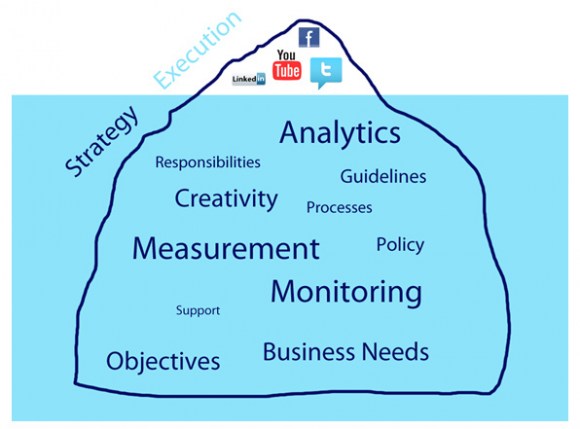 Execution
f
You
Tube
Linked in
t
Strategy
Analytics
Responsibilities
Guidelines
Creativity
Processes
Measurement
Policy
Monitoring
Support
Business Needs
Objectives